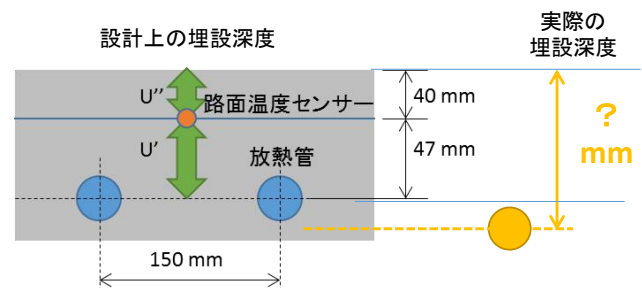 設計上の埋設深度
実際の
埋設深度
U''
路面温度センサー
40 mm
U'
放熱管
47 mm
?
mm
150 mm